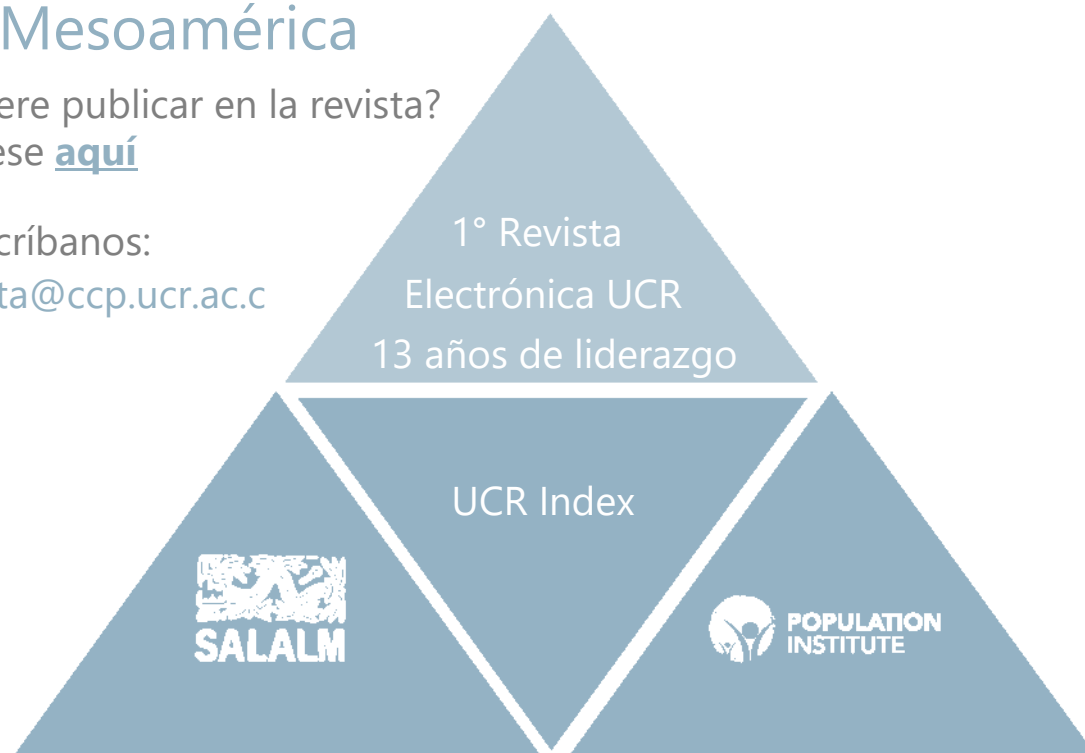 Mesoamérica
ere publicar en la revista?
ese aquí
críbanos:
ta@ccp.ucr.ac.c
1° Revista
Electrónica UCR
13 años de liderazgo
UCR Index
SALALM
POPULATION
INSTITUTE